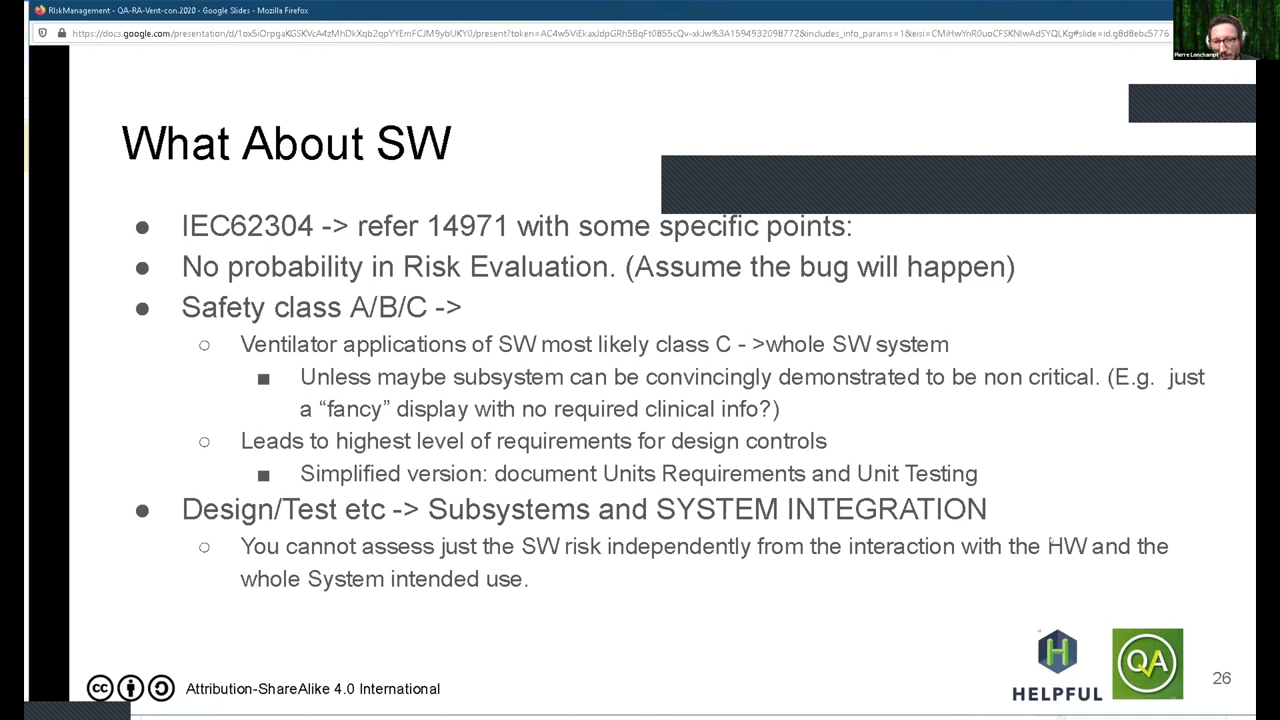 RiskManagement - QA-RA-Vent-con.2020 - Google Slides - Mozilla Firefox
Pierre Lonchampt
What About SW
● IEC62304 -> refer 14971 with some specific points:
● No probability in Risk Evaluation. (Assume the bug will happen)
● Safety class A/B/C ->
○ Ventilator applications of SW most likely class C - >whole SW system
■ Unless maybe subsystem can be convincingly demonstrated to be non critical. (E.g. just
a “fancy” display with no required clinical info?)
○ Leads to highest level of requirements for design controls
■ Simplified version: document Units Requirements and Unit Testing
● Design/Test etc -> Subsystems and SYSTEM INTEGRATION
○ You cannot assess just the SW risk independently from the interaction with the HW and the
whole System intended use.
H
HELPFUL
QA
26
cc
Attribution-ShareAlike 4.0 International